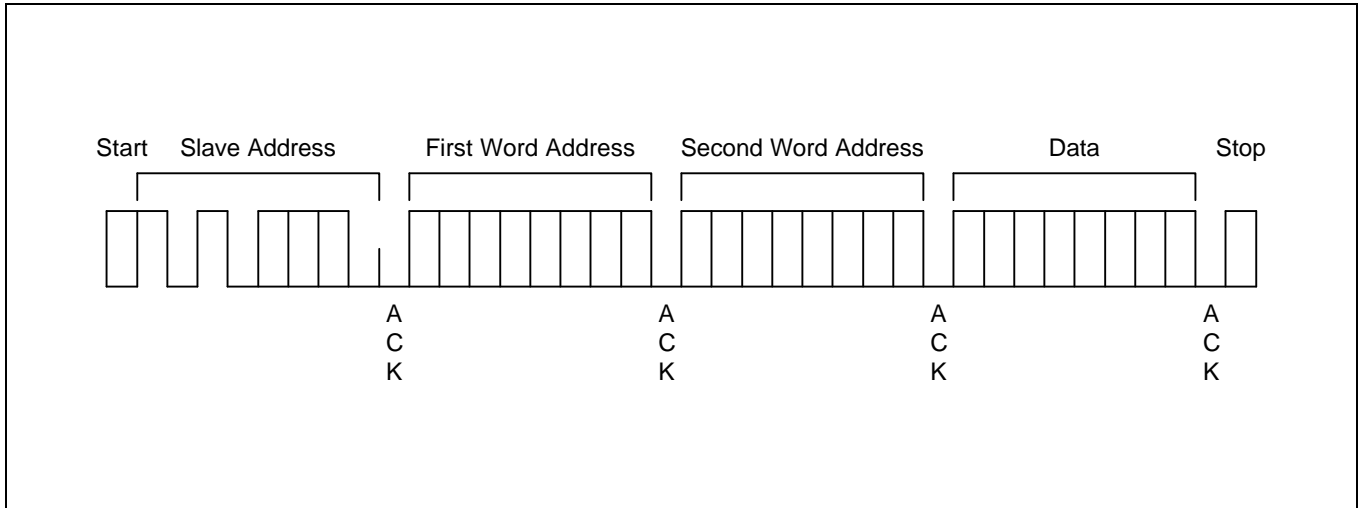 Start Slave Address First Word Address Second Word Address Data Stop
A A A A
C C C C
K K K K